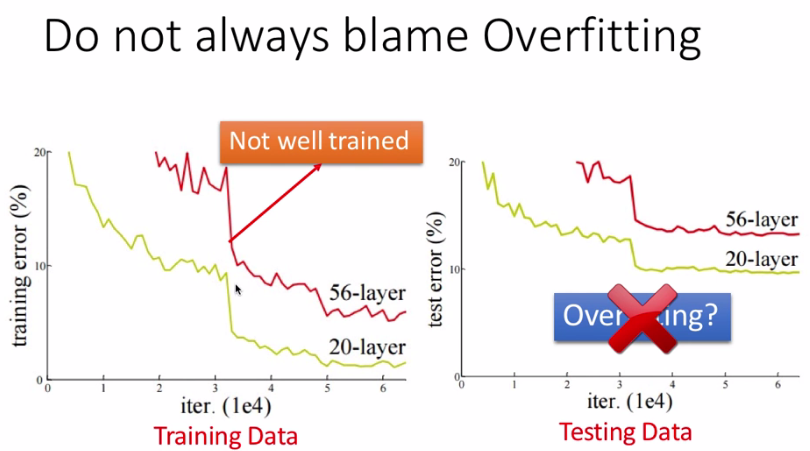 Do not always blame Overfitting
Not well trained
20
10
0
training error (%)
56-layer
20-layer
0 1 2 3 4 5 6
iter. (1e4)
Training Data
20
10
0
test error (%)
56-layer
20-layer
Overfitting?
0 1 2 3 4 5 6
iter. (1e4)
Testing Data